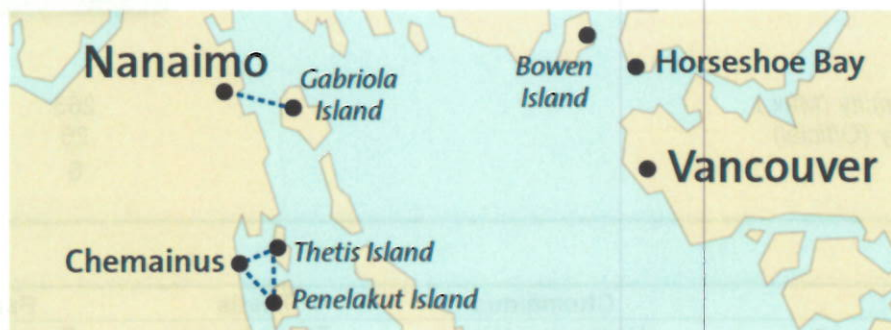 Nanaimo
Gabriola
Island
Bowen
Island
Horseshoe Bay
Vancouver
Chemainus
Thetis Island
Penelakut Island